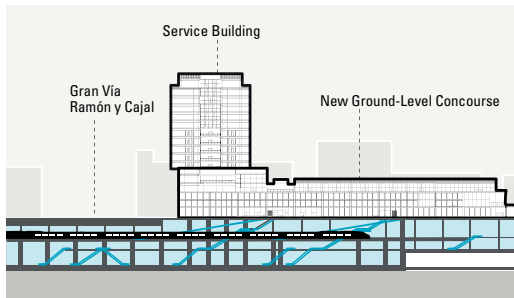 Service Building
Gran Vía
Ramón y Cajal
New Ground-Level Concourse